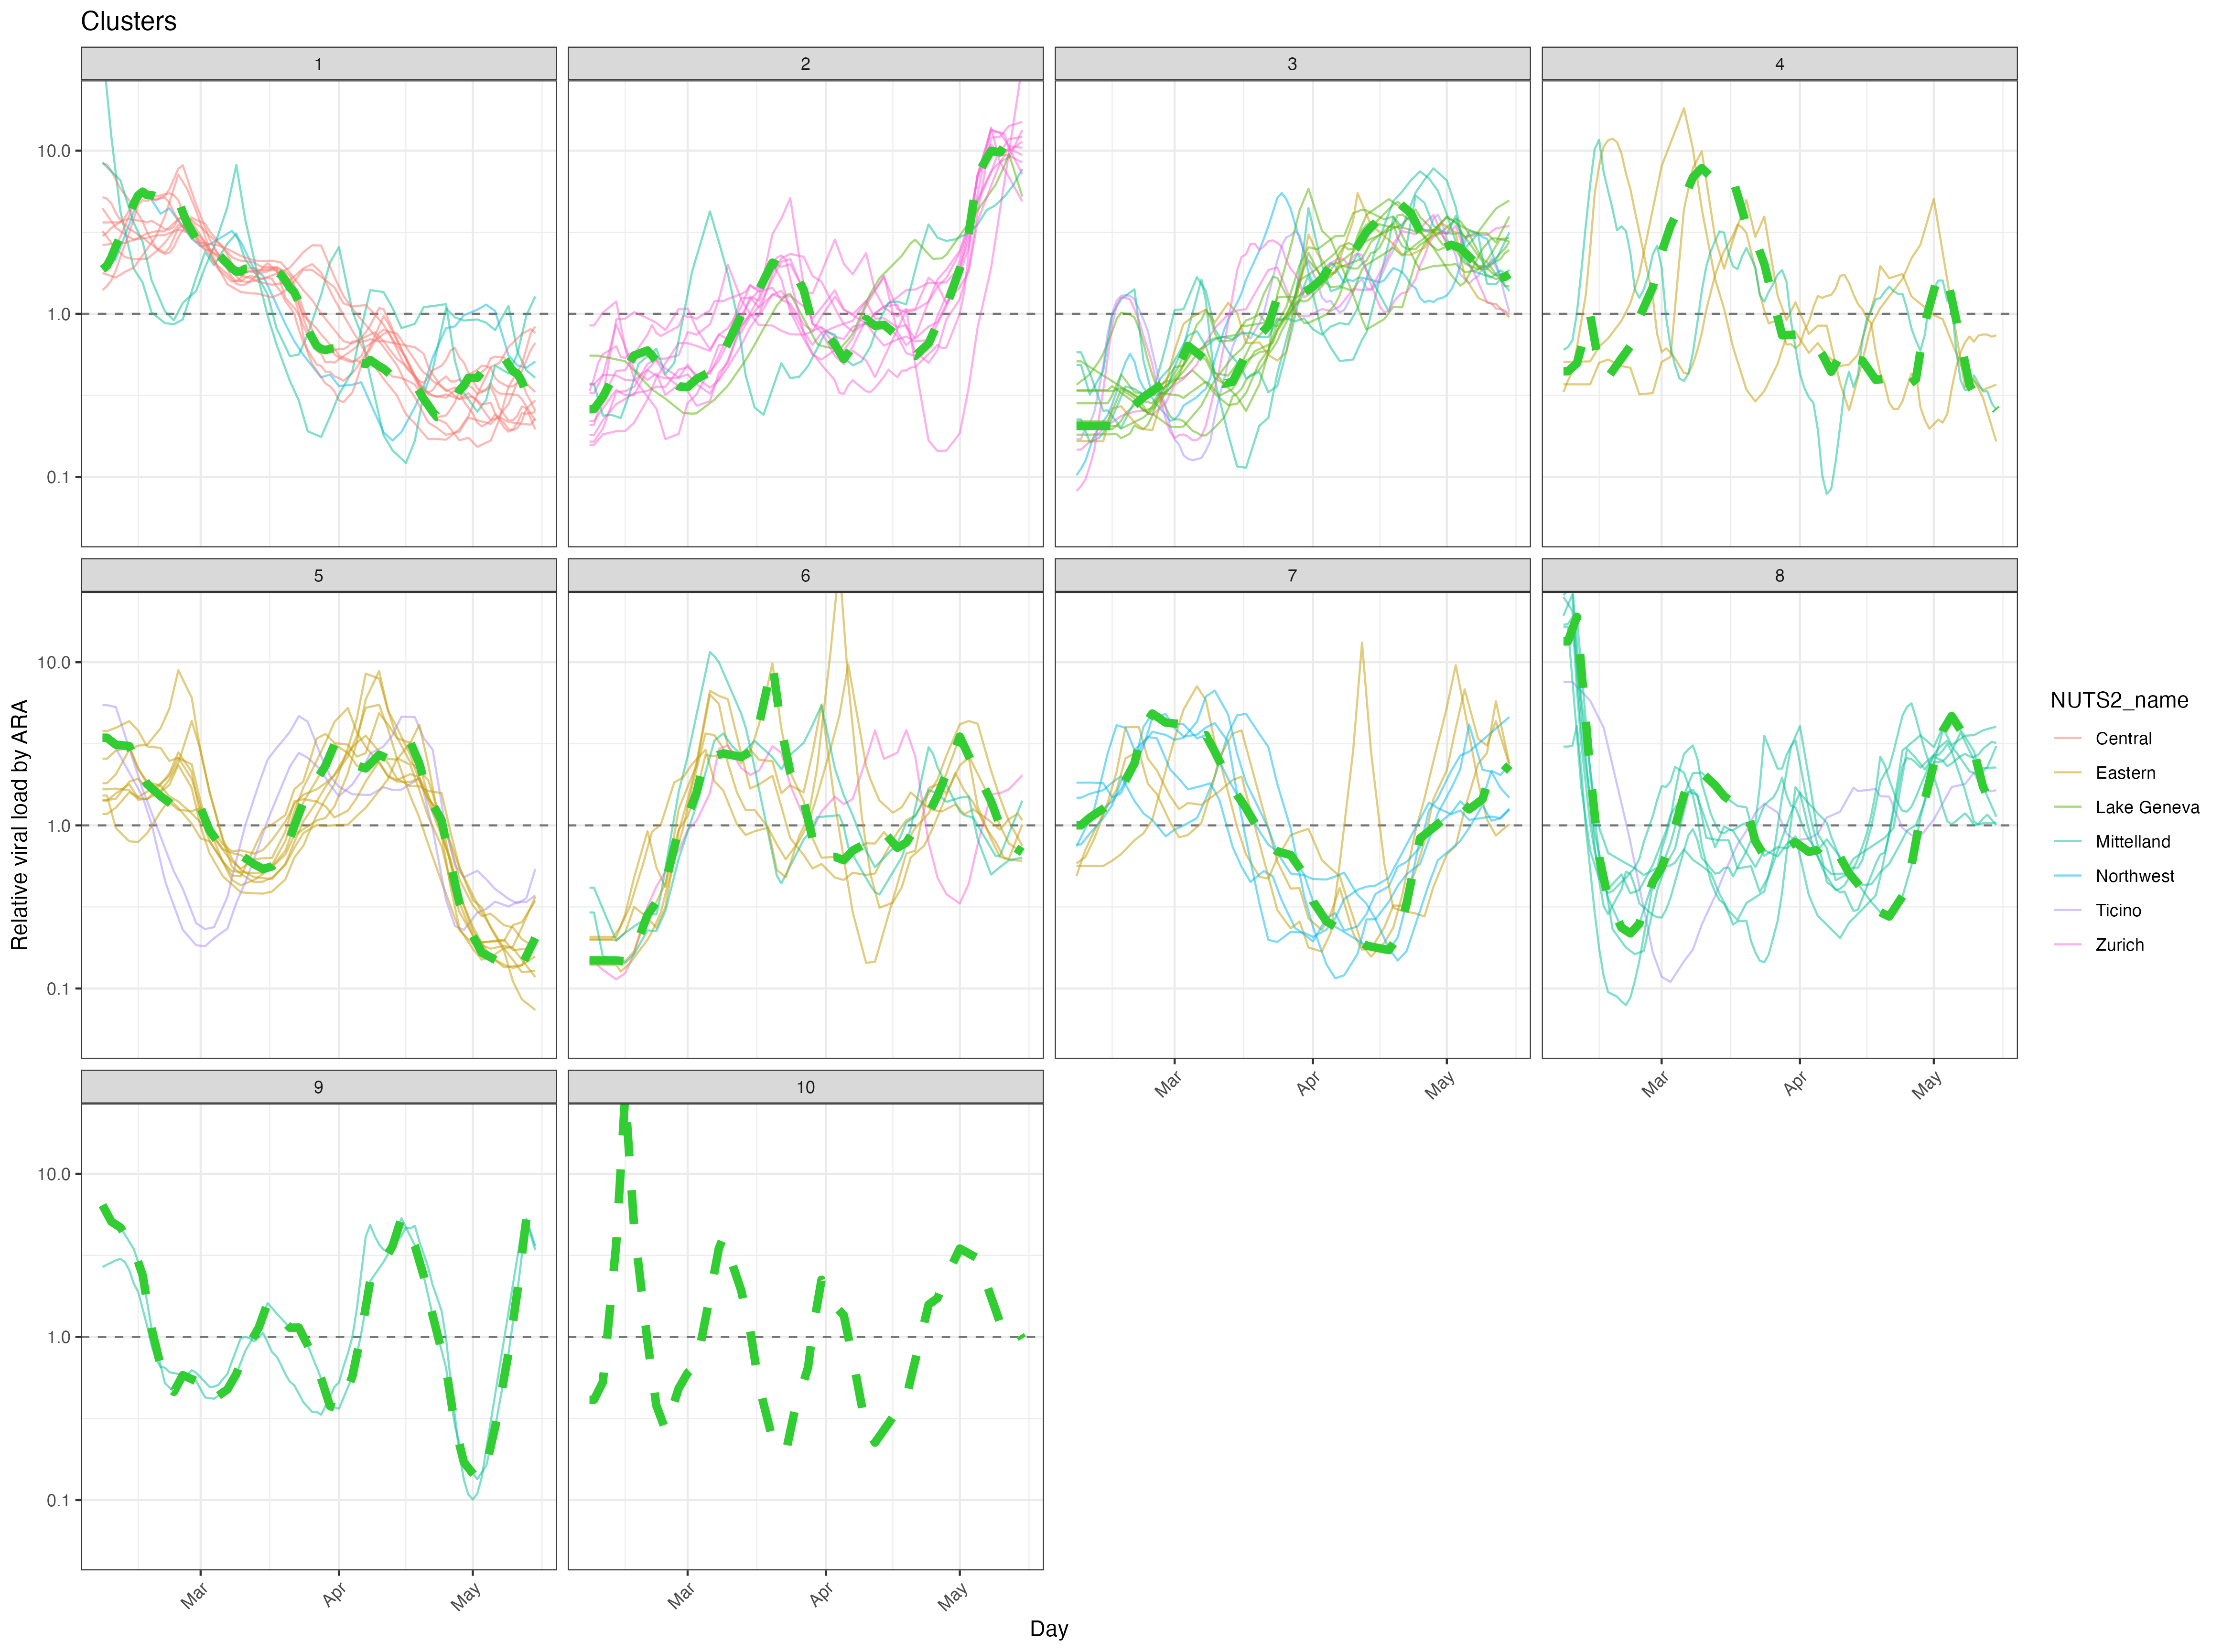 Clusters
1
2
3
4
10.0
1.0
0.1
5
6
7
8
Relative viral load by ARA
10.0
1.0
0.1
Mar
Apr
May
Mar
Apr
May
9
10
10.0
1.0
0.1
Mar
Apr
May
Mar
Apr
May
Day
NUTS2_name
Central
Eastern
Lake Geneva
Mittelland
Northwest
Ticino
Zurich